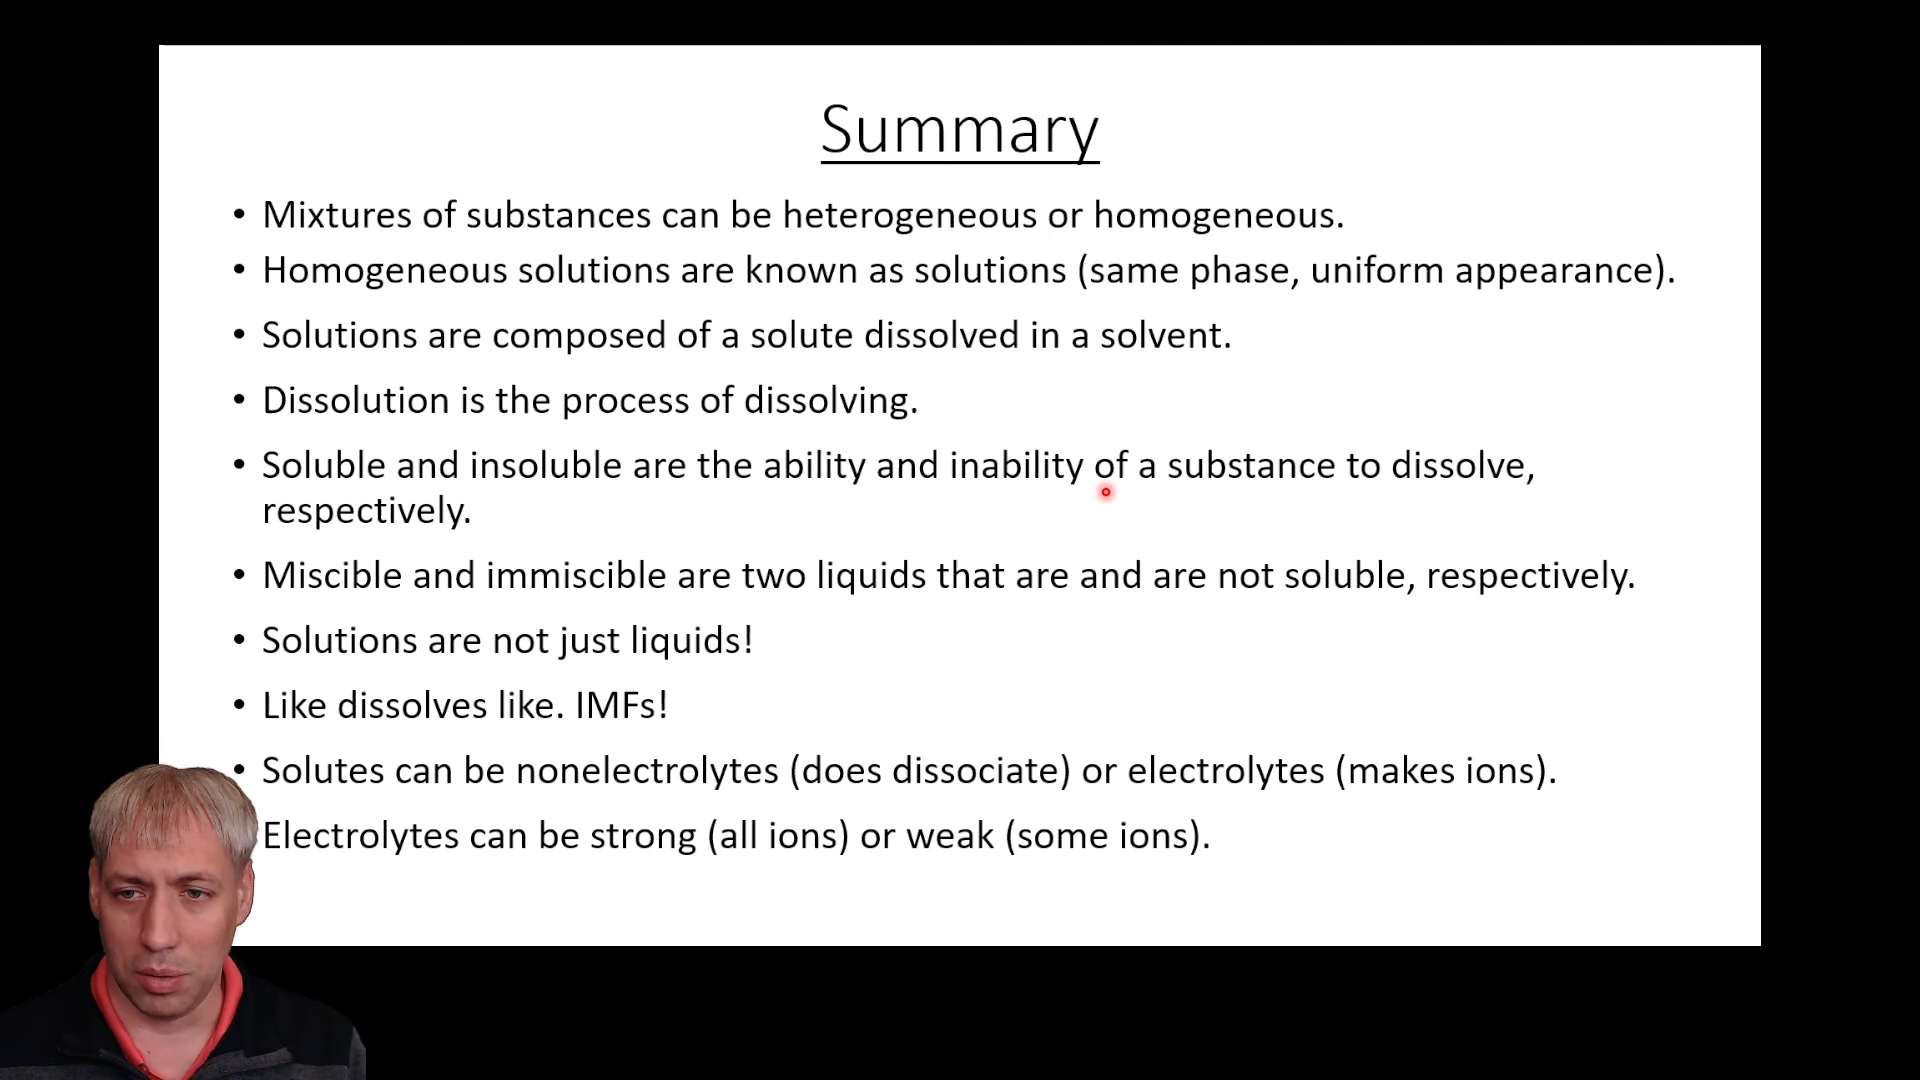 Summary
• Mixtures of substances can be heterogeneous or homogeneous.
• Homogeneous solutions are known as solutions (same phase, uniform appearance).
• Solutions are composed of a solute dissolved in a solvent.
• Dissolution is the process of dissolving.
• Soluble and insoluble are the ability and inability of a substance to dissolve,
respectively.
• Miscible and immiscible are two liquids that are and are not soluble, respectively.
• Solutions are not just liquids!
• Like dissolves like. IMFs!
• Solutes can be nonelectrolytes (does dissociate) or electrolytes (makes ions).
Electrolytes can be strong (all ions) or weak (some ions).